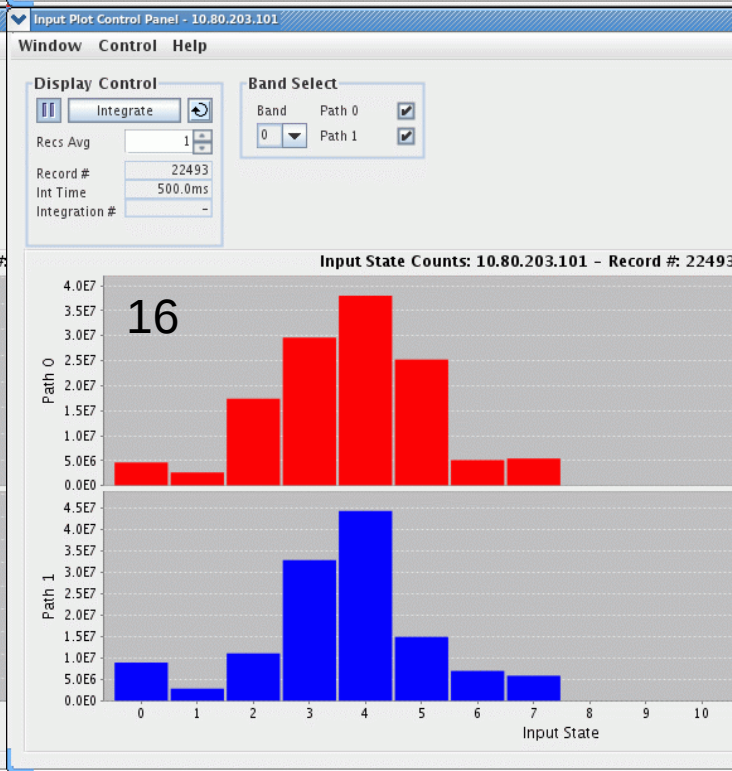 Input Plot Control Panel - 10.80.203.101
Window Control Help
Display Control
Integrate
Recs Avg 1
Record # 22493
Int Time 500.0ms
Integration # -
Band Select
Band Path 0
0 Path 1
#:
Input State Counts: 10.80.203.101 - Record #: 22493
16
Path 0
4.0E7
3.5E7
3.0E7
2.5E7
2.0E7
1.5E7
1.0E7
5.0E6
0.0E0
Path 1
4.5E7
4.0E7
3.5E7
3.0E7
2.5E7
2.0E7
1.5E7
1.0E7
5.0E6
0.0E0
0 1 2 3 4 5 6 7 8 9 10
Input State